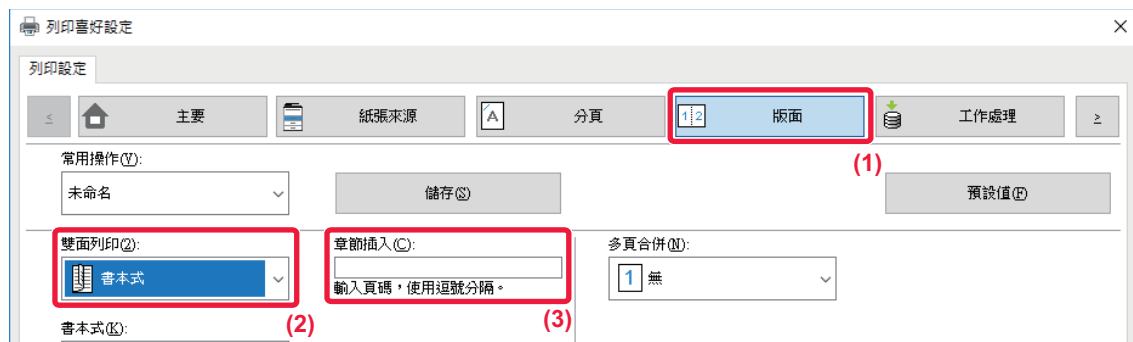 列印喜好設定
列印設定
< 主要 紙張來源 A 分頁 1 2 版面 工作處理 >
(1)
常用操作(V):
未命名 儲存(S) 預設值(F)
雙面列印(2): 章節插入(C): 多頁合併(N):
書本式 1 無
輸入頁碼，使用逗號分隔。
(2) (3)
書本式(K):